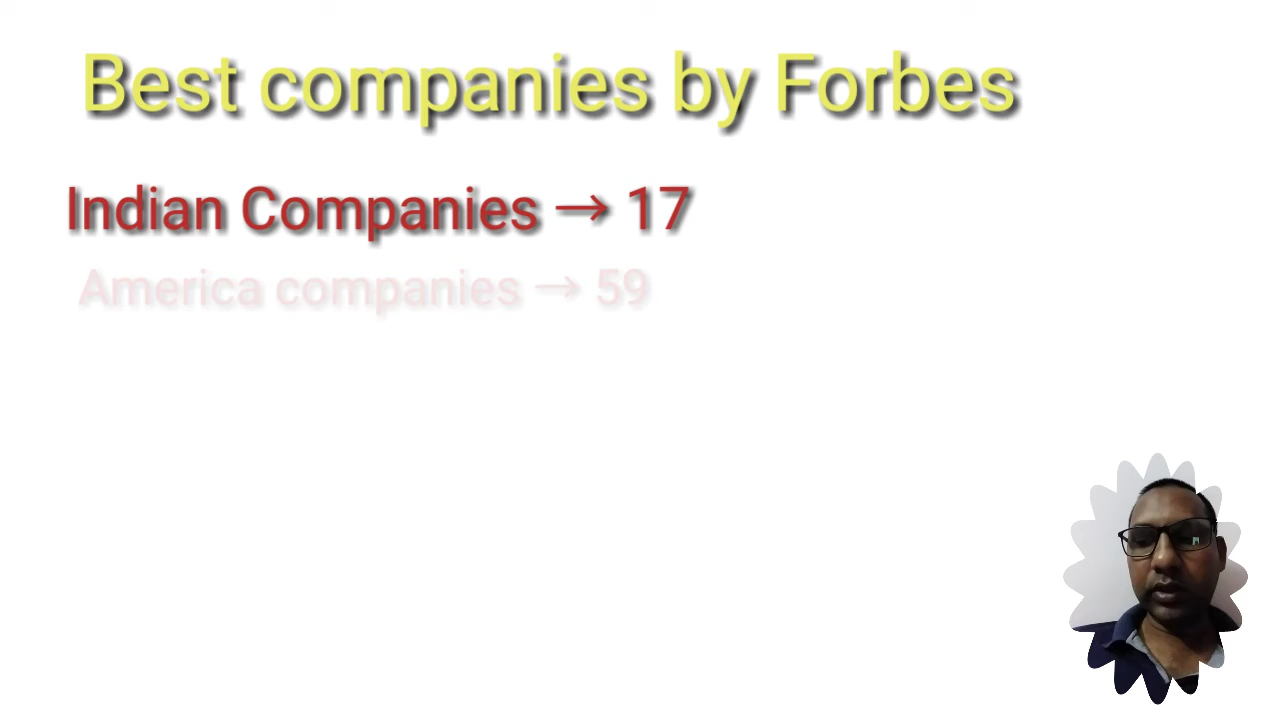 Best companies by Forbes
Indian Companies → 17
America companies → 59